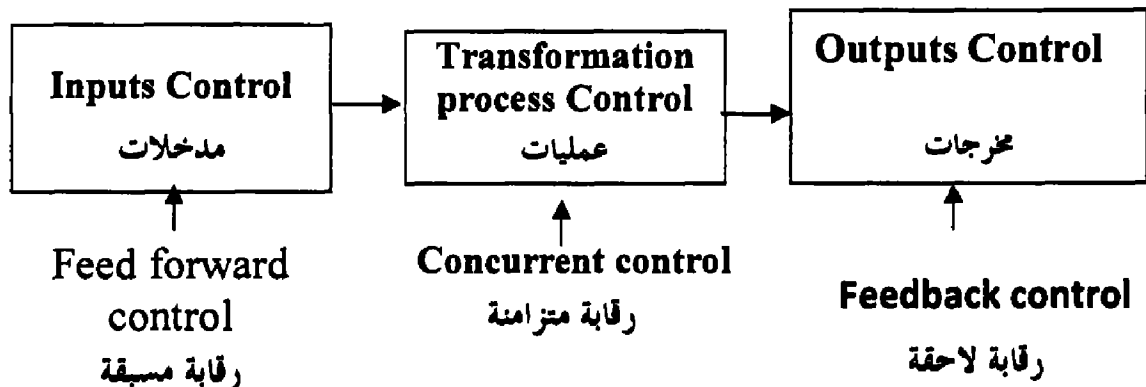 Inputs Control
مدخلات
Transformation
process Control
عمليات
Outputs Control
مخرجات
Feed forward
control
رقابة مسبقة
Concurrent control
رقابة متزامنة
Feedback control
رقابة لاحقة